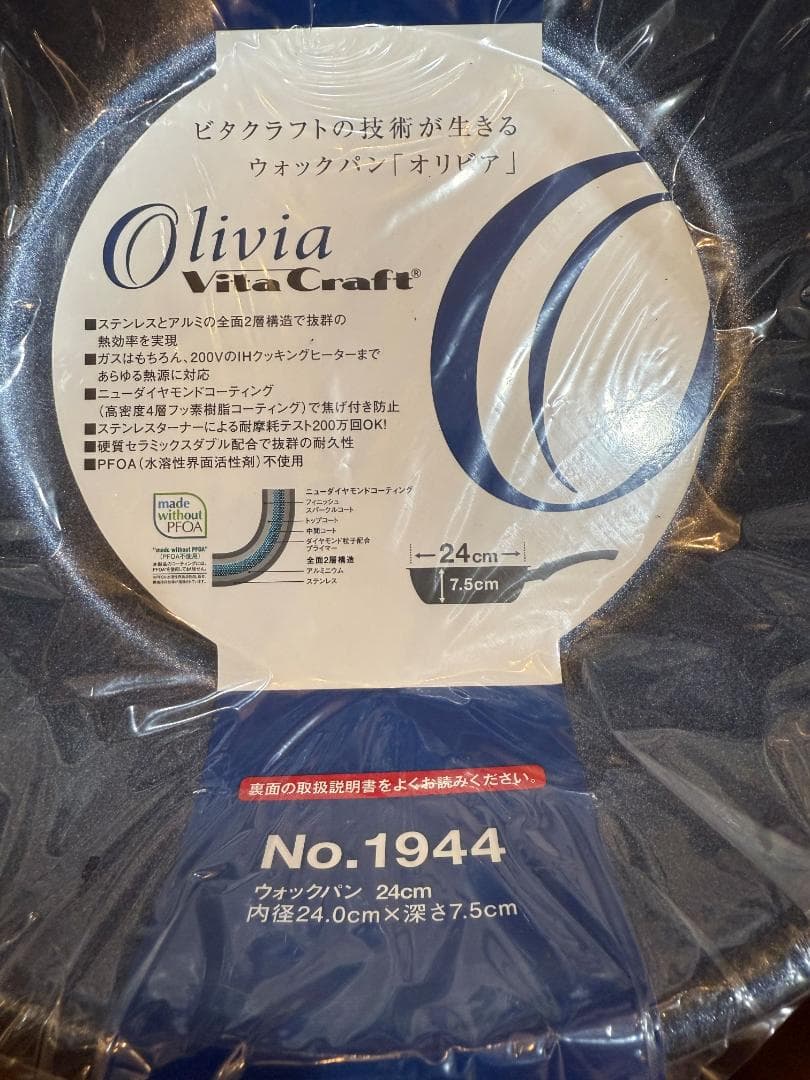 ビタクラフトの技術が生きる
ウォックパン「オリビア」
Olivia
VitaCraft®
■ステンレスとアルミの全面2層構造で抜群の
熱効率を実現
■ガスはもちろん、200VのIHクッキングヒーターまで
あらゆる熱源に対応
■ニューダイヤモンドコーティング
(高密度4層フッ素樹脂コーティング)で焦げ付き防止
■ステンレスターナーによる耐摩耗テスト200万回OK!
■硬質セラミックスダブル配合で抜群の耐久性
■PFOA(水溶性界面活性剤)不使用
made
without
PFOA
"made without PFOA"
(PFOA不使用)
ニューダイヤモンドコーティング
フィニッシュ
スパークルコート
トップコート
中間コート
ダイヤモンド粒子配合
プライマー
全面2層構造
アルミニウム
ステンレス
24cm
7.5cm
裏面の取扱説明書をよくお読みください。
No.1944
ウォックパン 24cm
内径24.0cm×深さ7.5cm